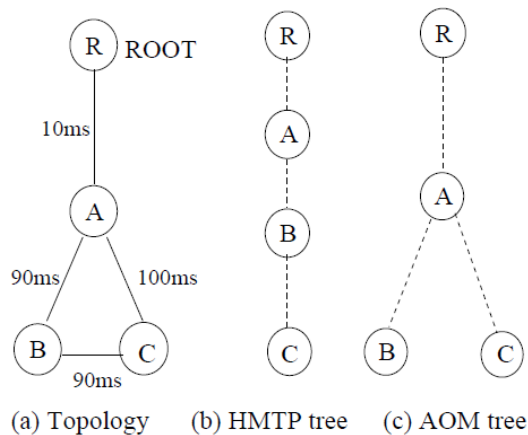 R ROOT
10ms
A
90ms 100ms
B C
90ms
(a) Topology
R
A
B
C
(b) HMTP tree
R
A
B C
(c) AOM tree